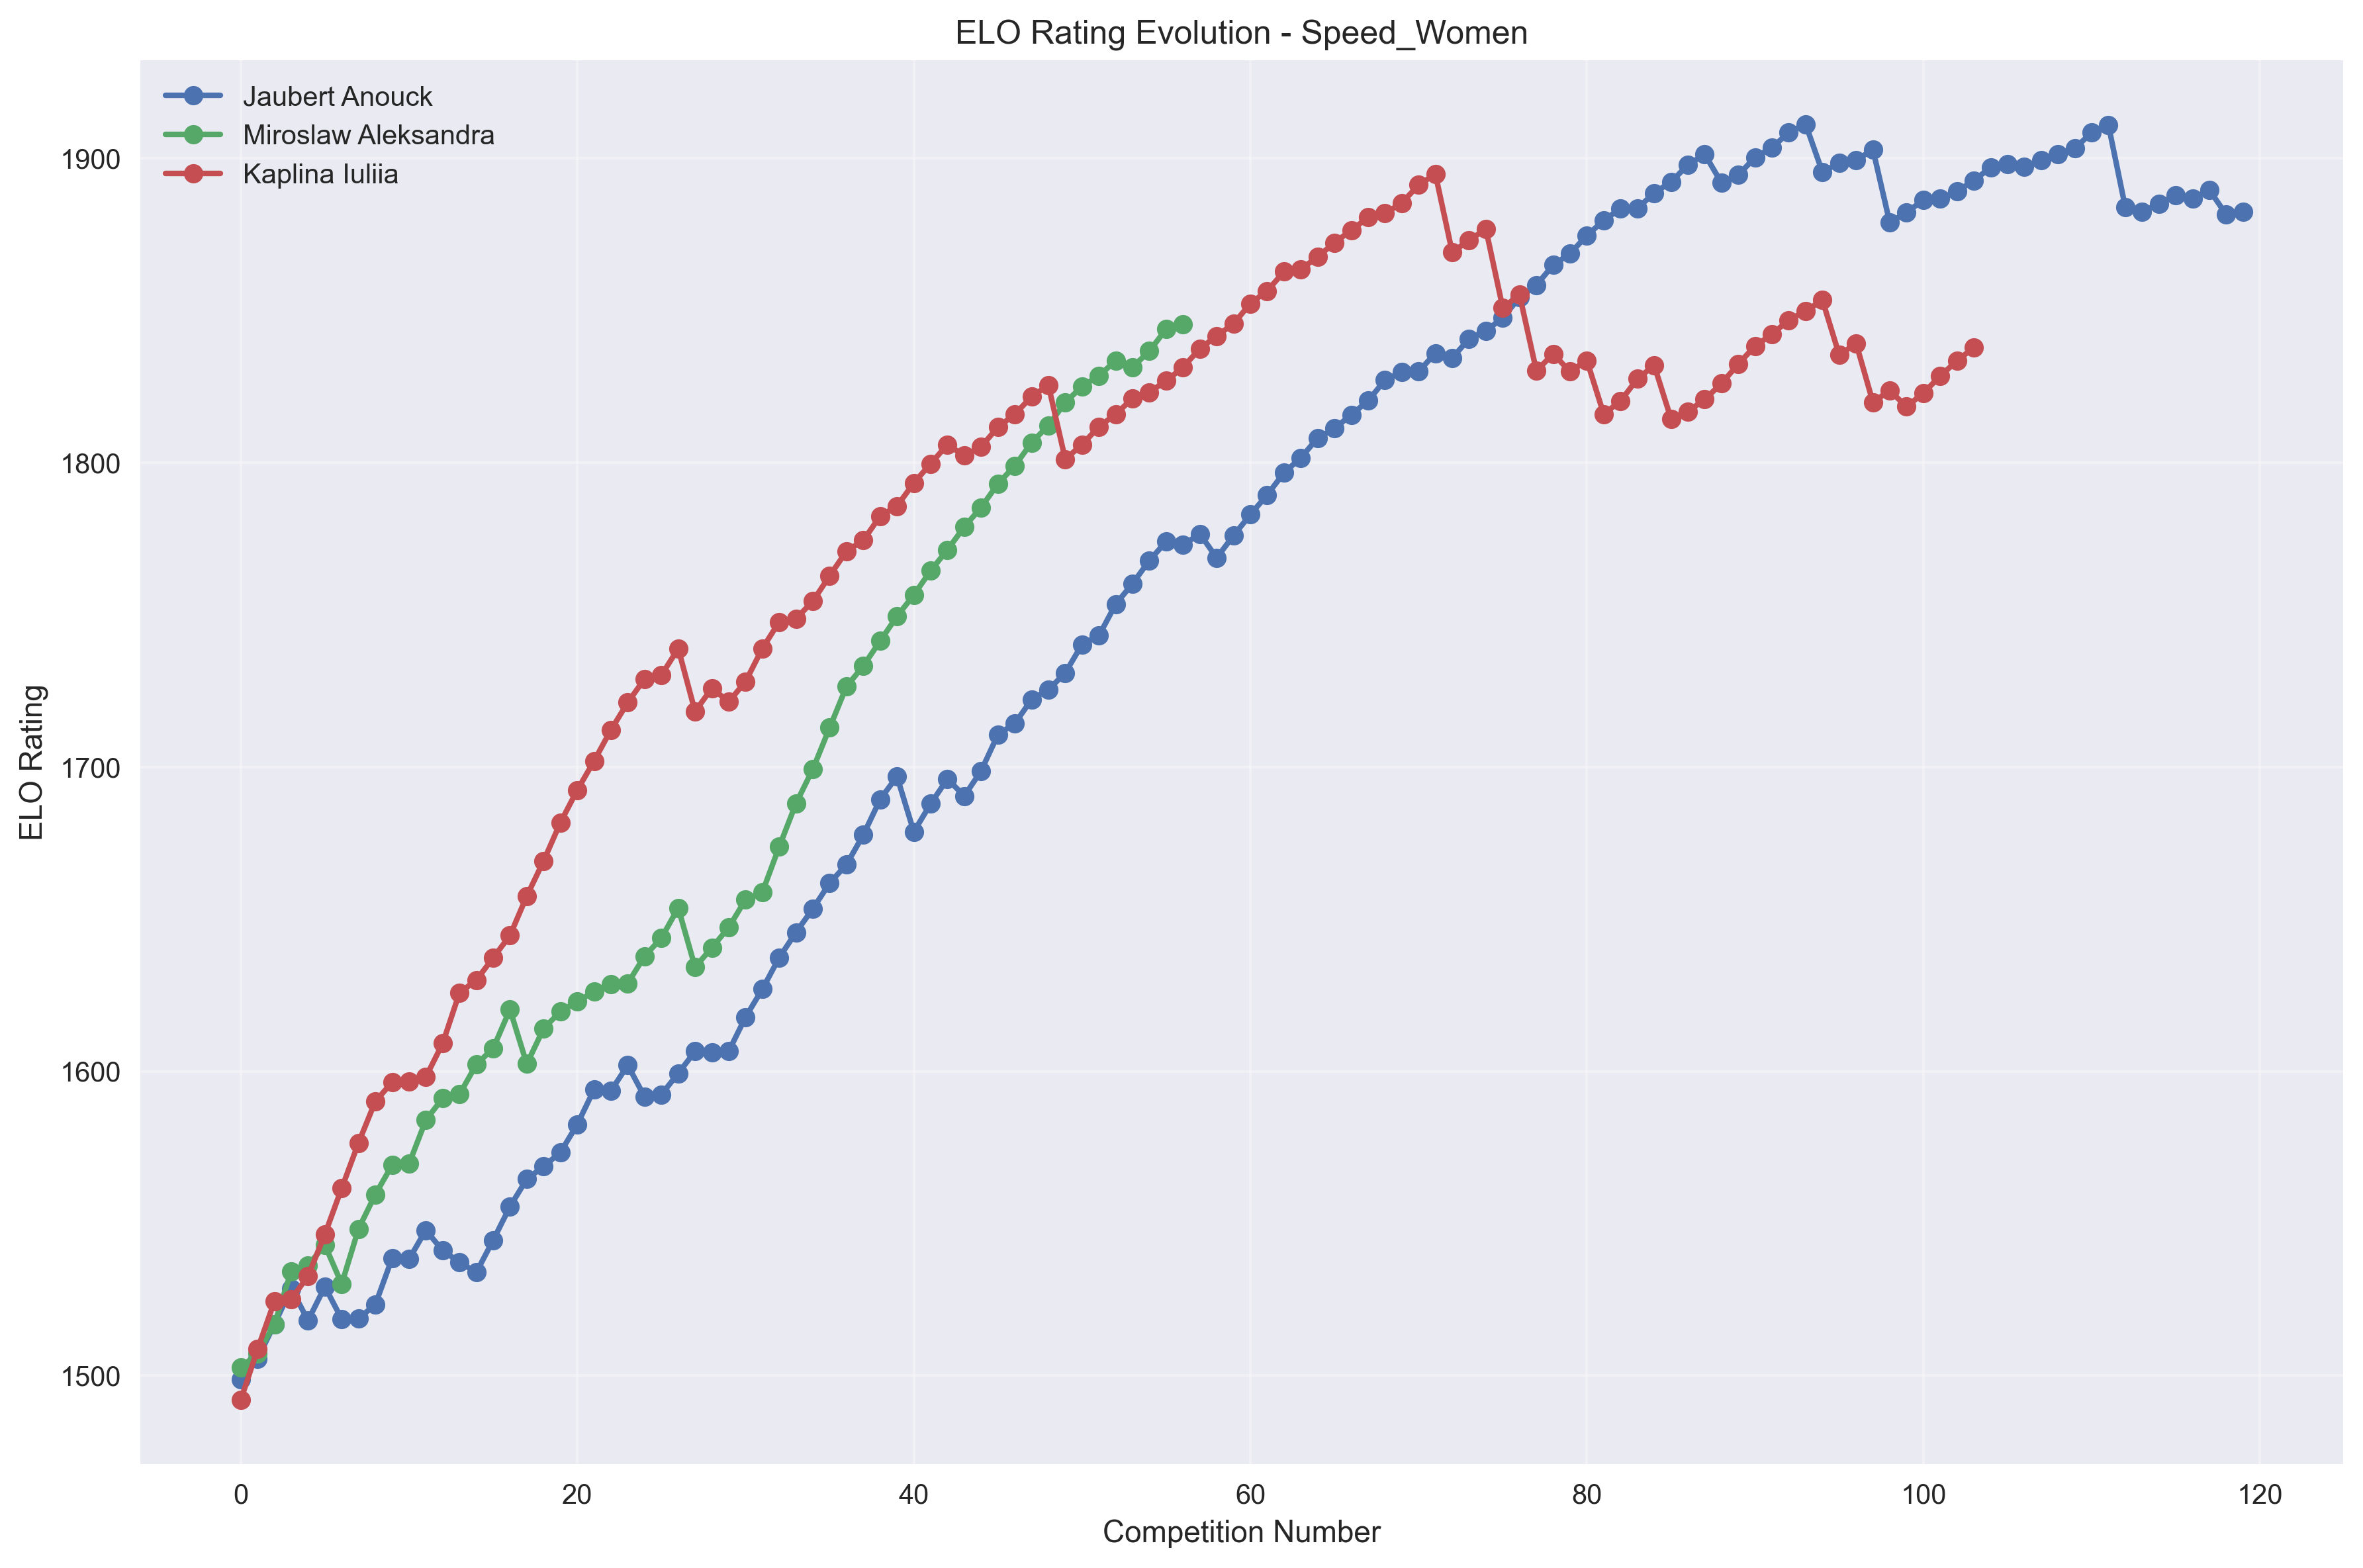 ELO Rating Evolution - Speed_Women
Jaubert Anouck
Miroslaw Aleksandra
Kaplina Iuliia
1900
1800
1700
1600
1500
ELO Rating
0 20 40 60 80 100 120
Competition Number